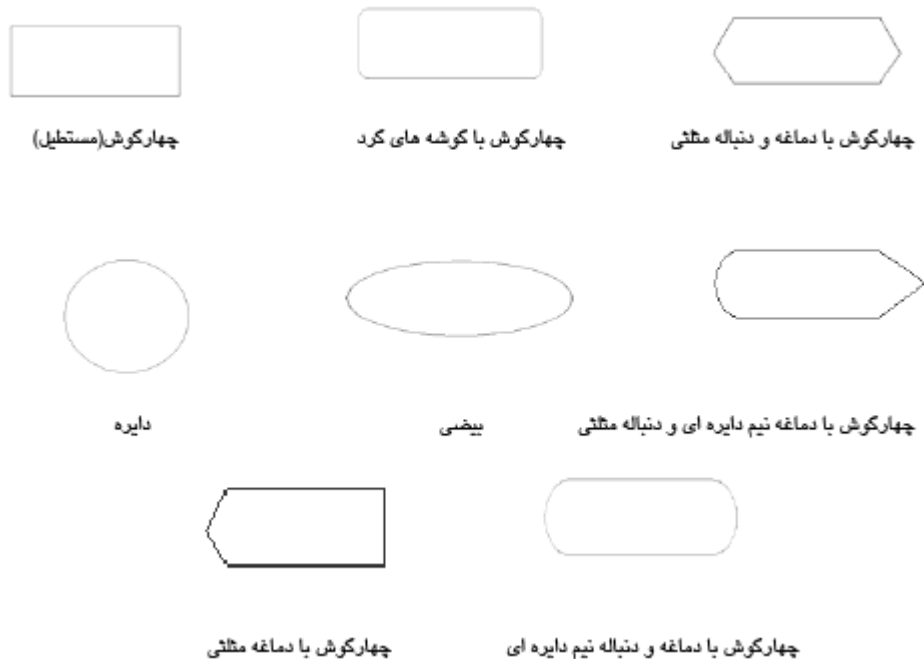 چهارگوش با دماغه و دنباله مثلثی
چهارگوش با گوشه های گرد
چهارگوش(مستطیل)
چهارگوش با دماغه نیم دایره ای و دنباله مثلثی
بیضی
دایره
چهارگوش با دماغه و دنباله نیم دایره ای
چهارگوش با دماغه مثلثی